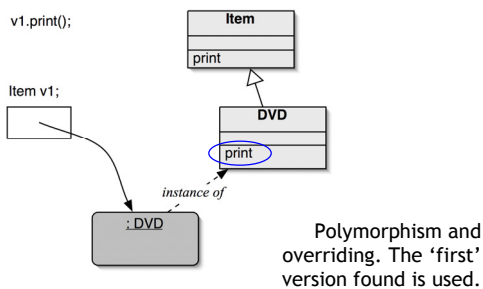 v1.print();
Item
print
Item v1;
DVD
print
instance of
: DVD
Polymorphism and
overriding. The ‘first’
version found is used.